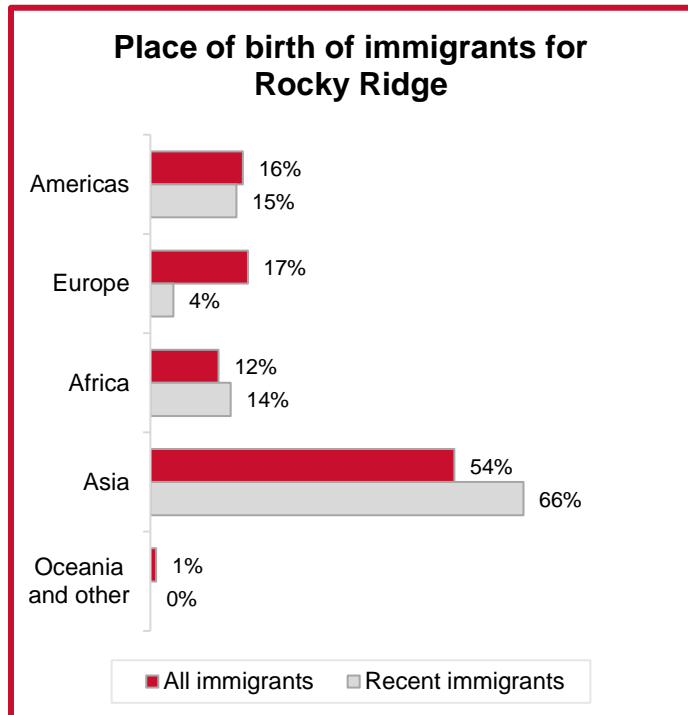 Place of birth of immigrants for
Rocky Ridge
Americas
16%
15%
Europe
17%
4%
Africa
12%
14%
Asia
54%
66%
Oceania
and other
1%
0%
All immigrants
Recent immigrants